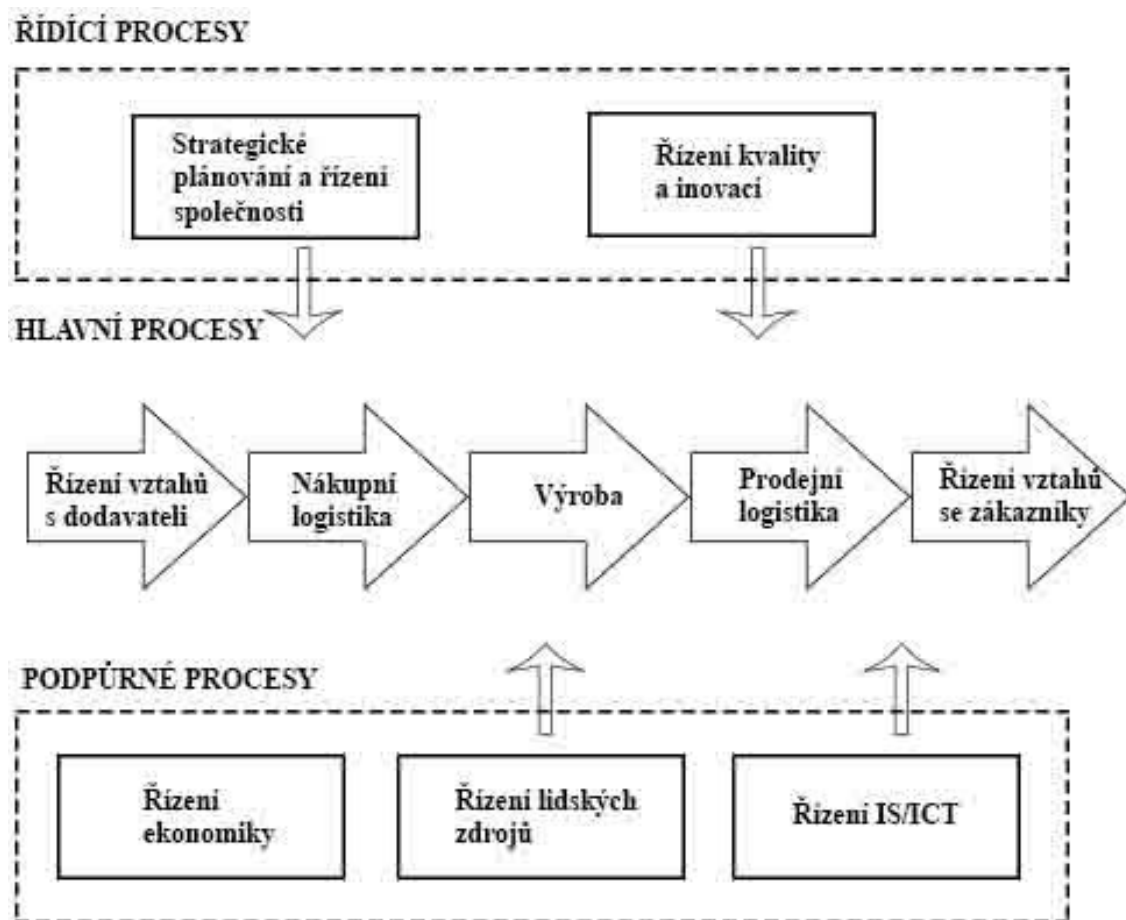 ŘÍDÍCÍ PROCESY
Strategické
plánování a řízení
společnosti
Řízení kvality
a inovací
HLAVNÍ PROCESY
Řízení vztahů
s dodavateli
Nákupní
logistika
Výroba
Prodejní
logistika
Řízení vztahů
se zákazníky
PODPŮRNÉ PROCESY
Řízení
ekonomiky
Řízení lidských
zdrojů
Řízení IS/ICT